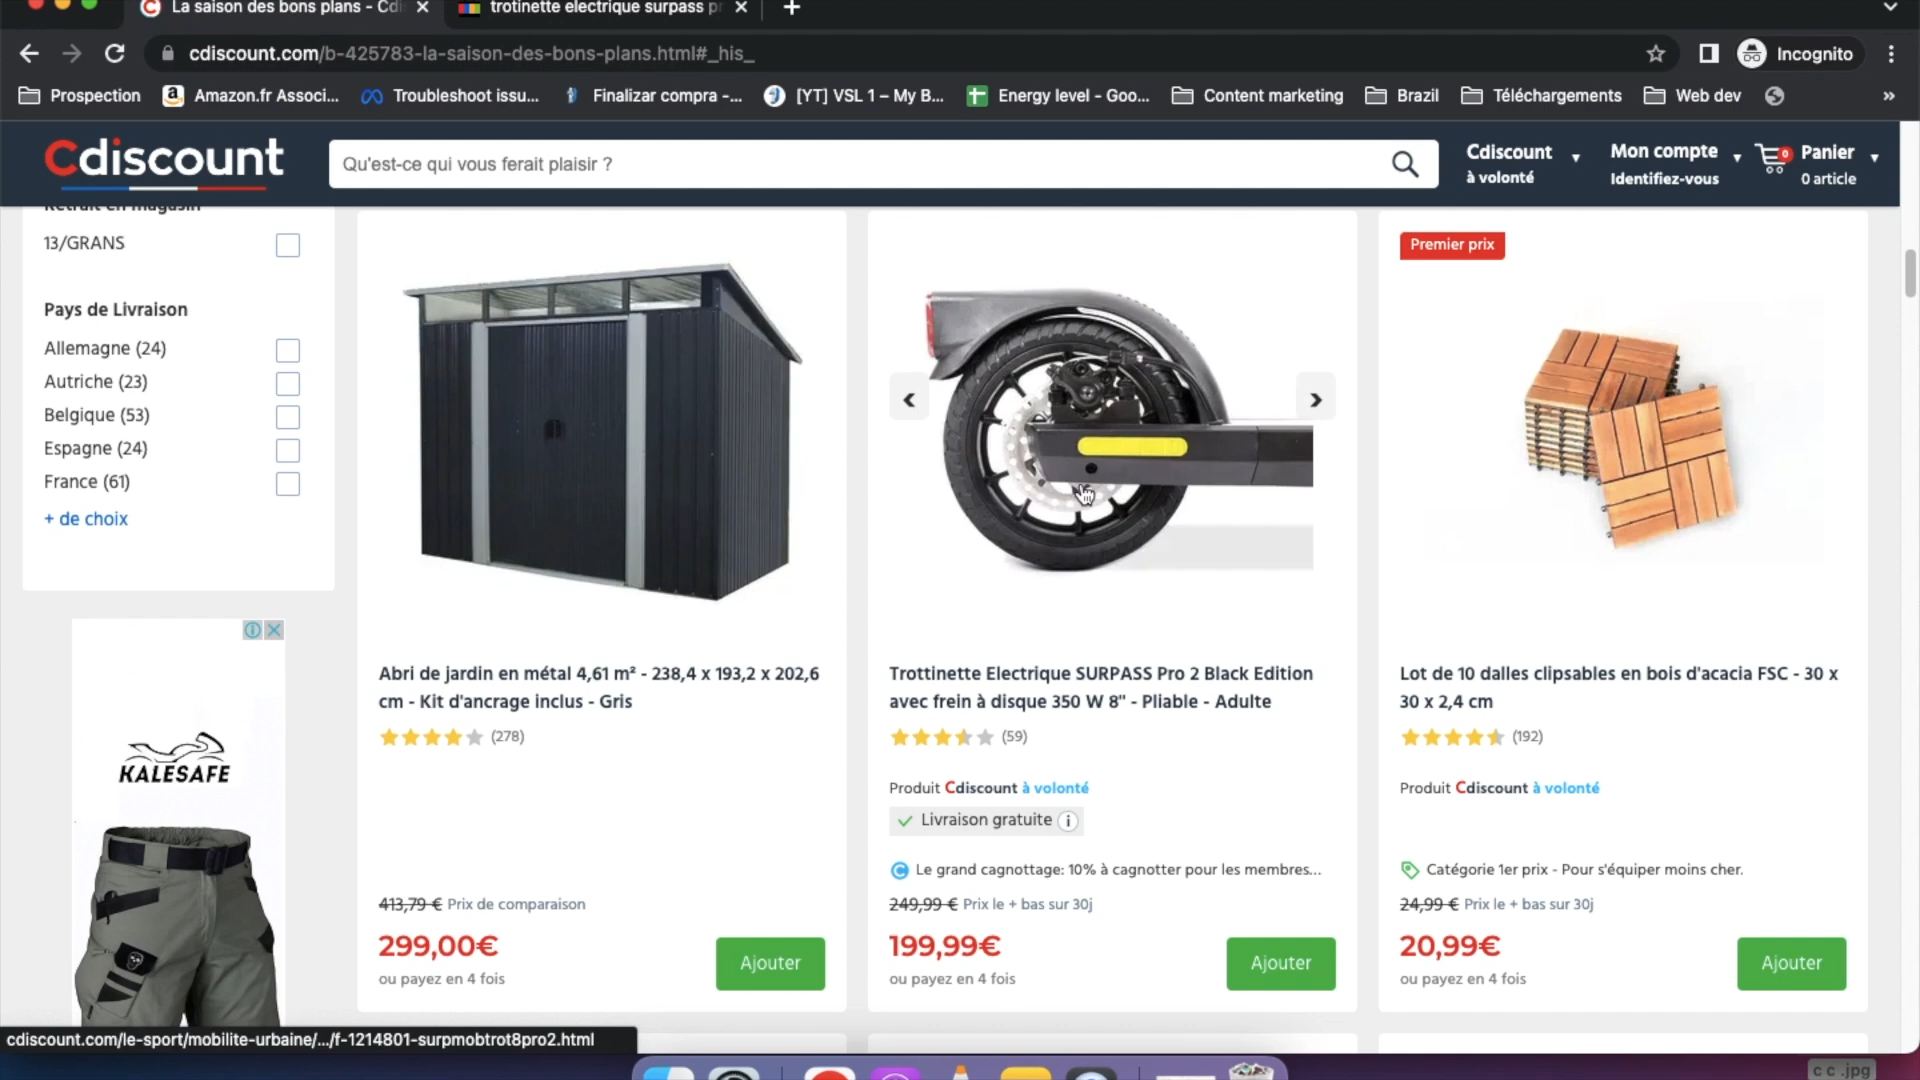 La saison des bons plans - Cdi
trotinette electrique surpass pr
cdiscount.com/b-425783-la-saison-des-bons-plans.html#_his_
Incognito
Prospection
Amazon.fr Associ...
Troubleshoot issu...
Finalizar compra -...
[YT] VSL 1 – My B...
Energy level - Goo...
Content marketing
Brazil
Téléchargements
Web dev
Cdiscount
Qu'est-ce qui vous ferait plaisir ?
Cdiscount
à volonté
Mon compte
Identifiez-vous
0
Panier
0 article
Retrait en magasin
13/GRANS
Pays de Livraison
Allemagne (24)
Autriche (23)
Belgique (53)
Espagne (24)
France (61)
+ de choix
KALESAFE
Abri de jardin en métal 4,61 m² - 238,4 x 193,2 x 202,6
cm - Kit d'ancrage inclus - Gris
(278)
413,79 € Prix de comparaison
299,00€
ou payez en 4 fois
Ajouter
Trottinette Electrique SURPASS Pro 2 Black Edition
avec frein à disque 350 W 8" - Pliable - Adulte
(59)
Produit Cdiscount à volonté
Livraison gratuite
Le grand cagnottage: 10% à cagnotter pour les membres...
249,99 € Prix le + bas sur 30j
199,99€
ou payez en 4 fois
Ajouter
Premier prix
Lot de 10 dalles clipsables en bois d'acacia FSC - 30 x
30 x 2,4 cm
(192)
Produit Cdiscount à volonté
Catégorie 1er prix - Pour s'équiper moins cher.
24,99 € Prix le + bas sur 30j
20,99€
ou payez en 4 fois
Ajouter
cdiscount.com/le-sport/mobilite-urbaine/.../f-1214801-surpmobtrot8pro2.html
c c .jpg